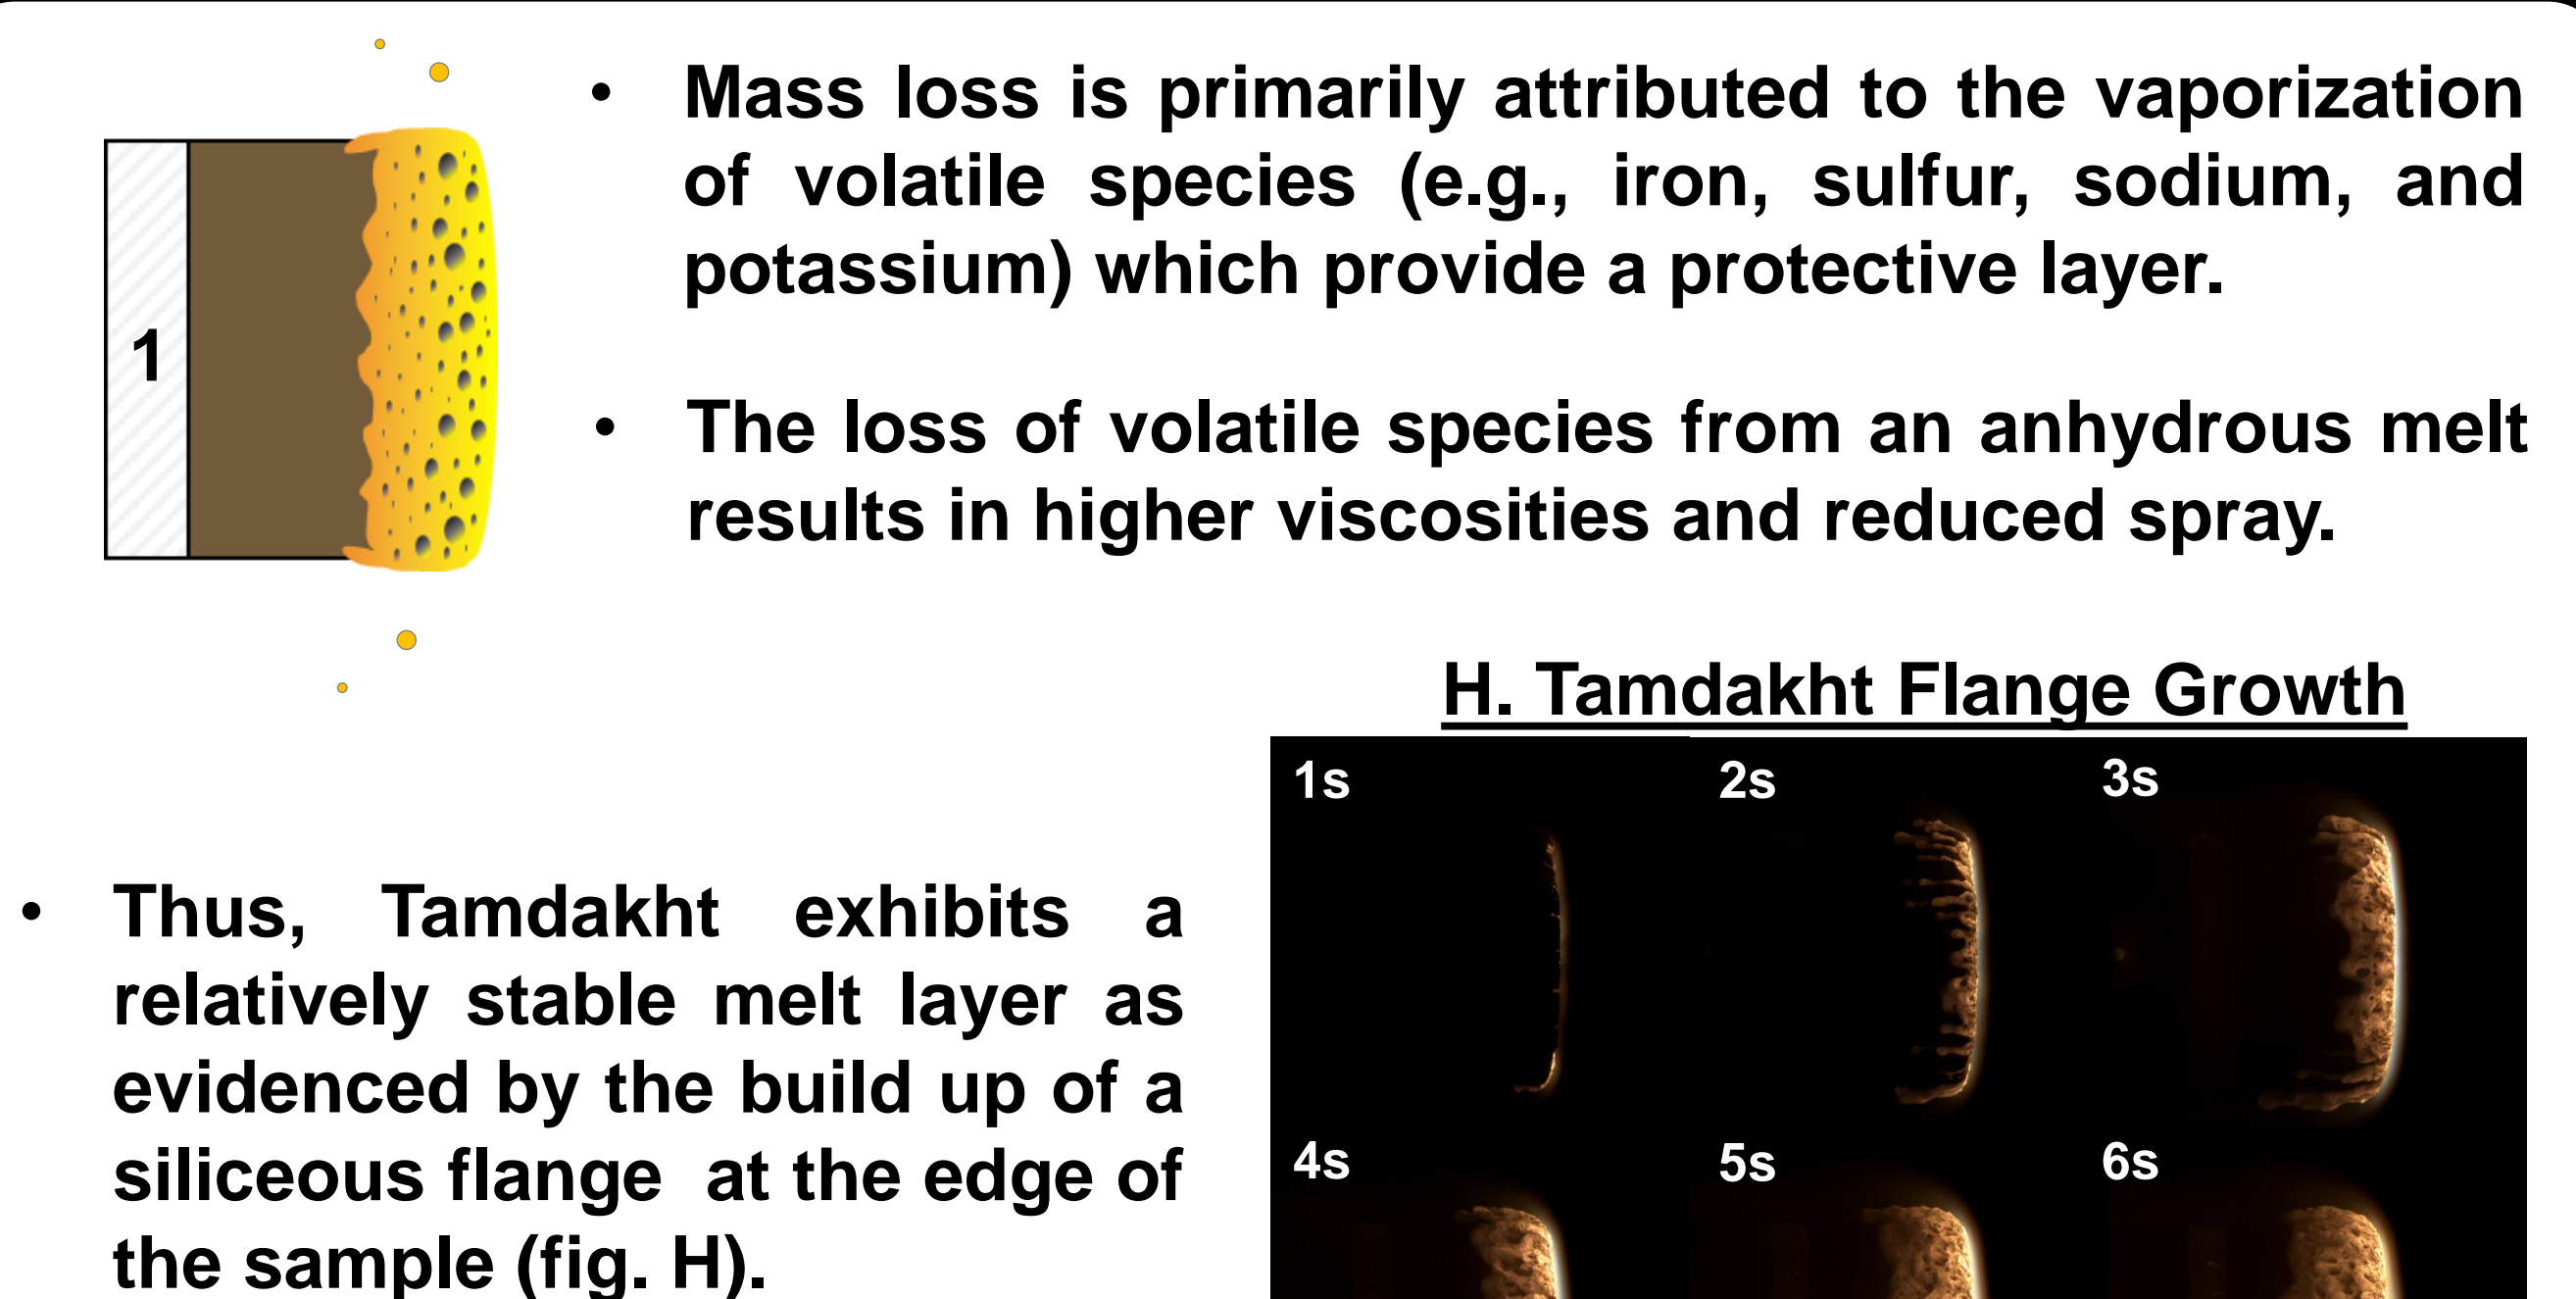 1
• Mass loss is primarily attributed to the vaporization
of volatile species (e.g., iron, sulfur, sodium, and
potassium) which provide a protective layer.
• The loss of volatile species from an anhydrous melt
results in higher viscosities and reduced spray.
• Thus, Tamdakht exhibits a
relatively stable melt layer as
evidenced by the build up of a
siliceous flange at the edge of
the sample (fig. H).
H. Tamdakht Flange Growth
1s
2s
3s
4s
5s
6s